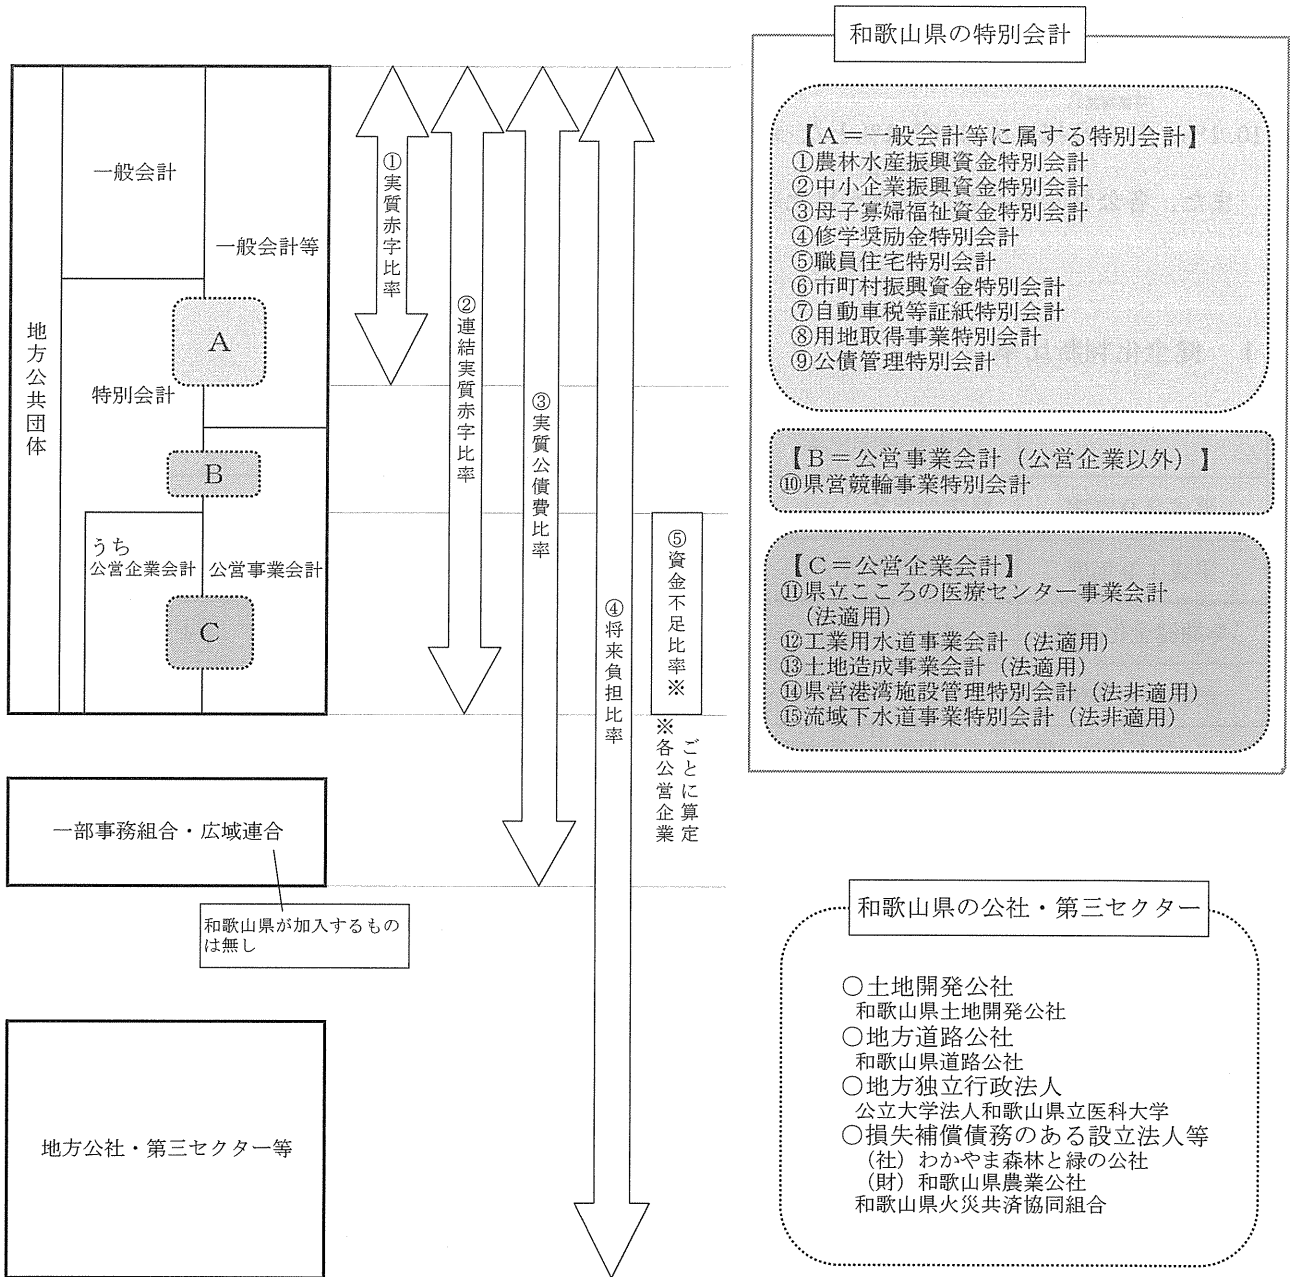 地方公共団体
一般会計
一般会計等
特別会計
A
B
うち
公営企業会計
公営事業会計
C
①実質赤字比率
②連結実質赤字比率
③実質公債費比率
④将来負担比率
⑤資金不足比率※
※各公営企業
ごとに算定
一部事務組合・広域連合
和歌山県が加入するもの
は無し
地方公社・第三セクター等
和歌山県の特別会計
【A=一般会計等に属する特別会計】
①農林水産振興資金特別会計
②中小企業振興資金特別会計
③母子寡婦福祉資金特別会計
④修学奨励金特別会計
⑤職員住宅特別会計
⑥市町村振興資金特別会計
⑦自動車税等証紙特別会計
⑧用地取得事業特別会計
⑨公債管理特別会計
【B=公営事業会計(公営企業以外)】
⑩県営競輪事業特別会計
【C=公営企業会計】
⑪県立こころの医療センター事業会計
(法適用)
⑫工業用水道事業会計(法適用)
⑬土地造成事業会計(法適用)
⑭県営港湾施設管理特別会計(法非適用)
⑮流域下水道事業特別会計(法非適用)
和歌山県の公社・第三セクター
○土地開発公社
和歌山県土地開発公社
○地方道路公社
和歌山県道路公社
○地方独立行政法人
公立大学法人和歌山県立医科大学
○損失補償債務のある設立法人等
(社)わかやま森林と緑の公社
(財)和歌山県農業公社
和歌山県火災共済協同組合